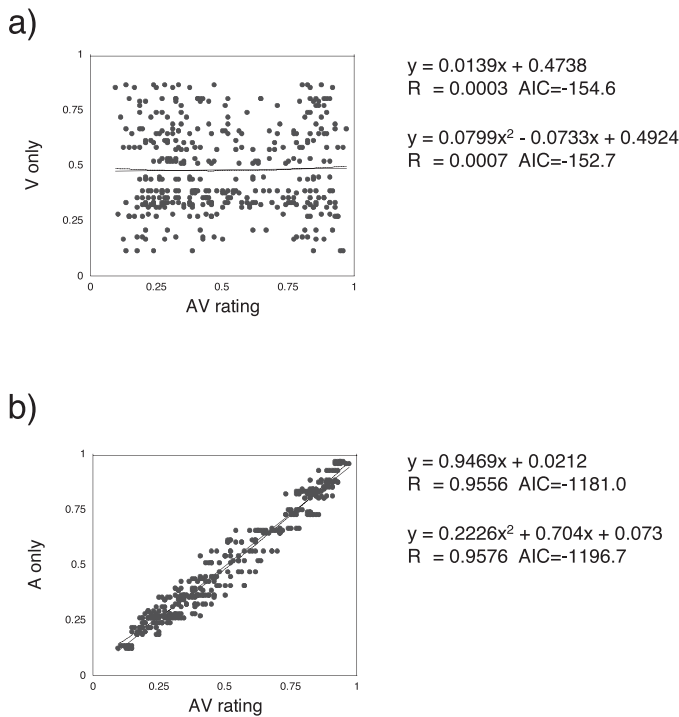 a)
1
0.75
0.5
0.25
0
V only
0
0.25
0.5
0.75
1
AV rating
y = 0.0139x + 0.4738
R = 0.0003 AIC=-154.6
y = 0.0799x² - 0.0733x + 0.4924
R = 0.0007 AIC=-152.7
b)
1
0.75
0.5
0.25
0
A only
0
0.25
0.5
0.75
1
AV rating
y = 0.9469x + 0.0212
R = 0.9556 AIC=-1181.0
y = 0.2226x² + 0.704x + 0.073
R = 0.9576 AIC=-1196.7